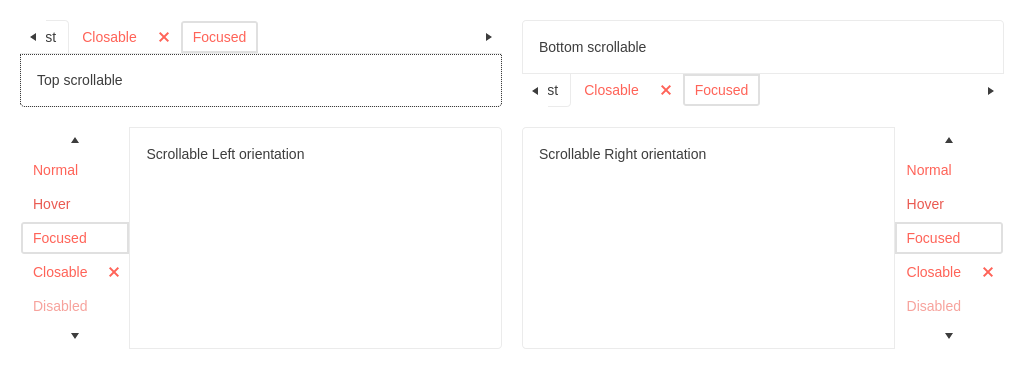 st Closable Focused
Top scrollable
Bottom scrollable
st Closable Focused
Normal
Hover
Focused
Closable
Disabled
Scrollable Left orientation
Scrollable Right orientation
Normal
Hover
Focused
Closable
Disabled